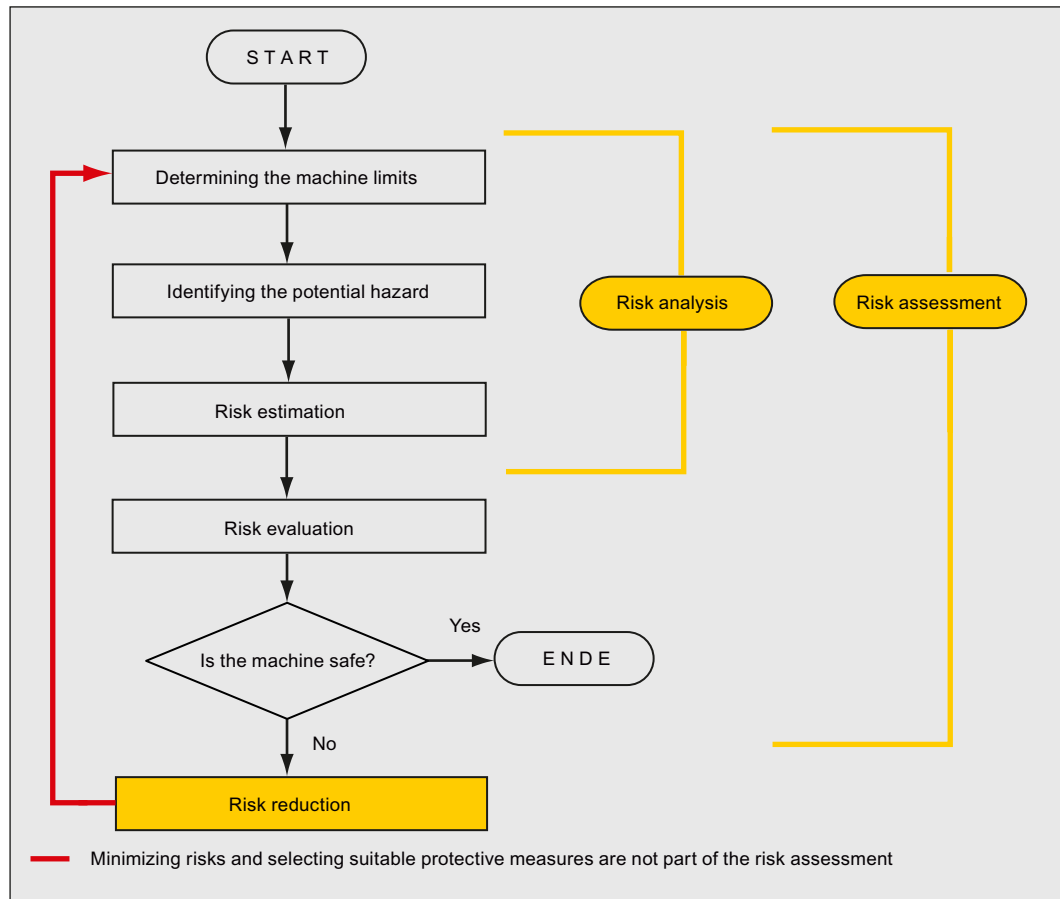 S T A R T
Determining the machine limits
Identifying the potential hazard
Risk analysis
Risk assessment
Risk estimation
Risk evaluation
Yes
Is the machine safe?
E N D E
No
Risk reduction
Minimizing risks and selecting suitable protective measures are not part of the risk assessment